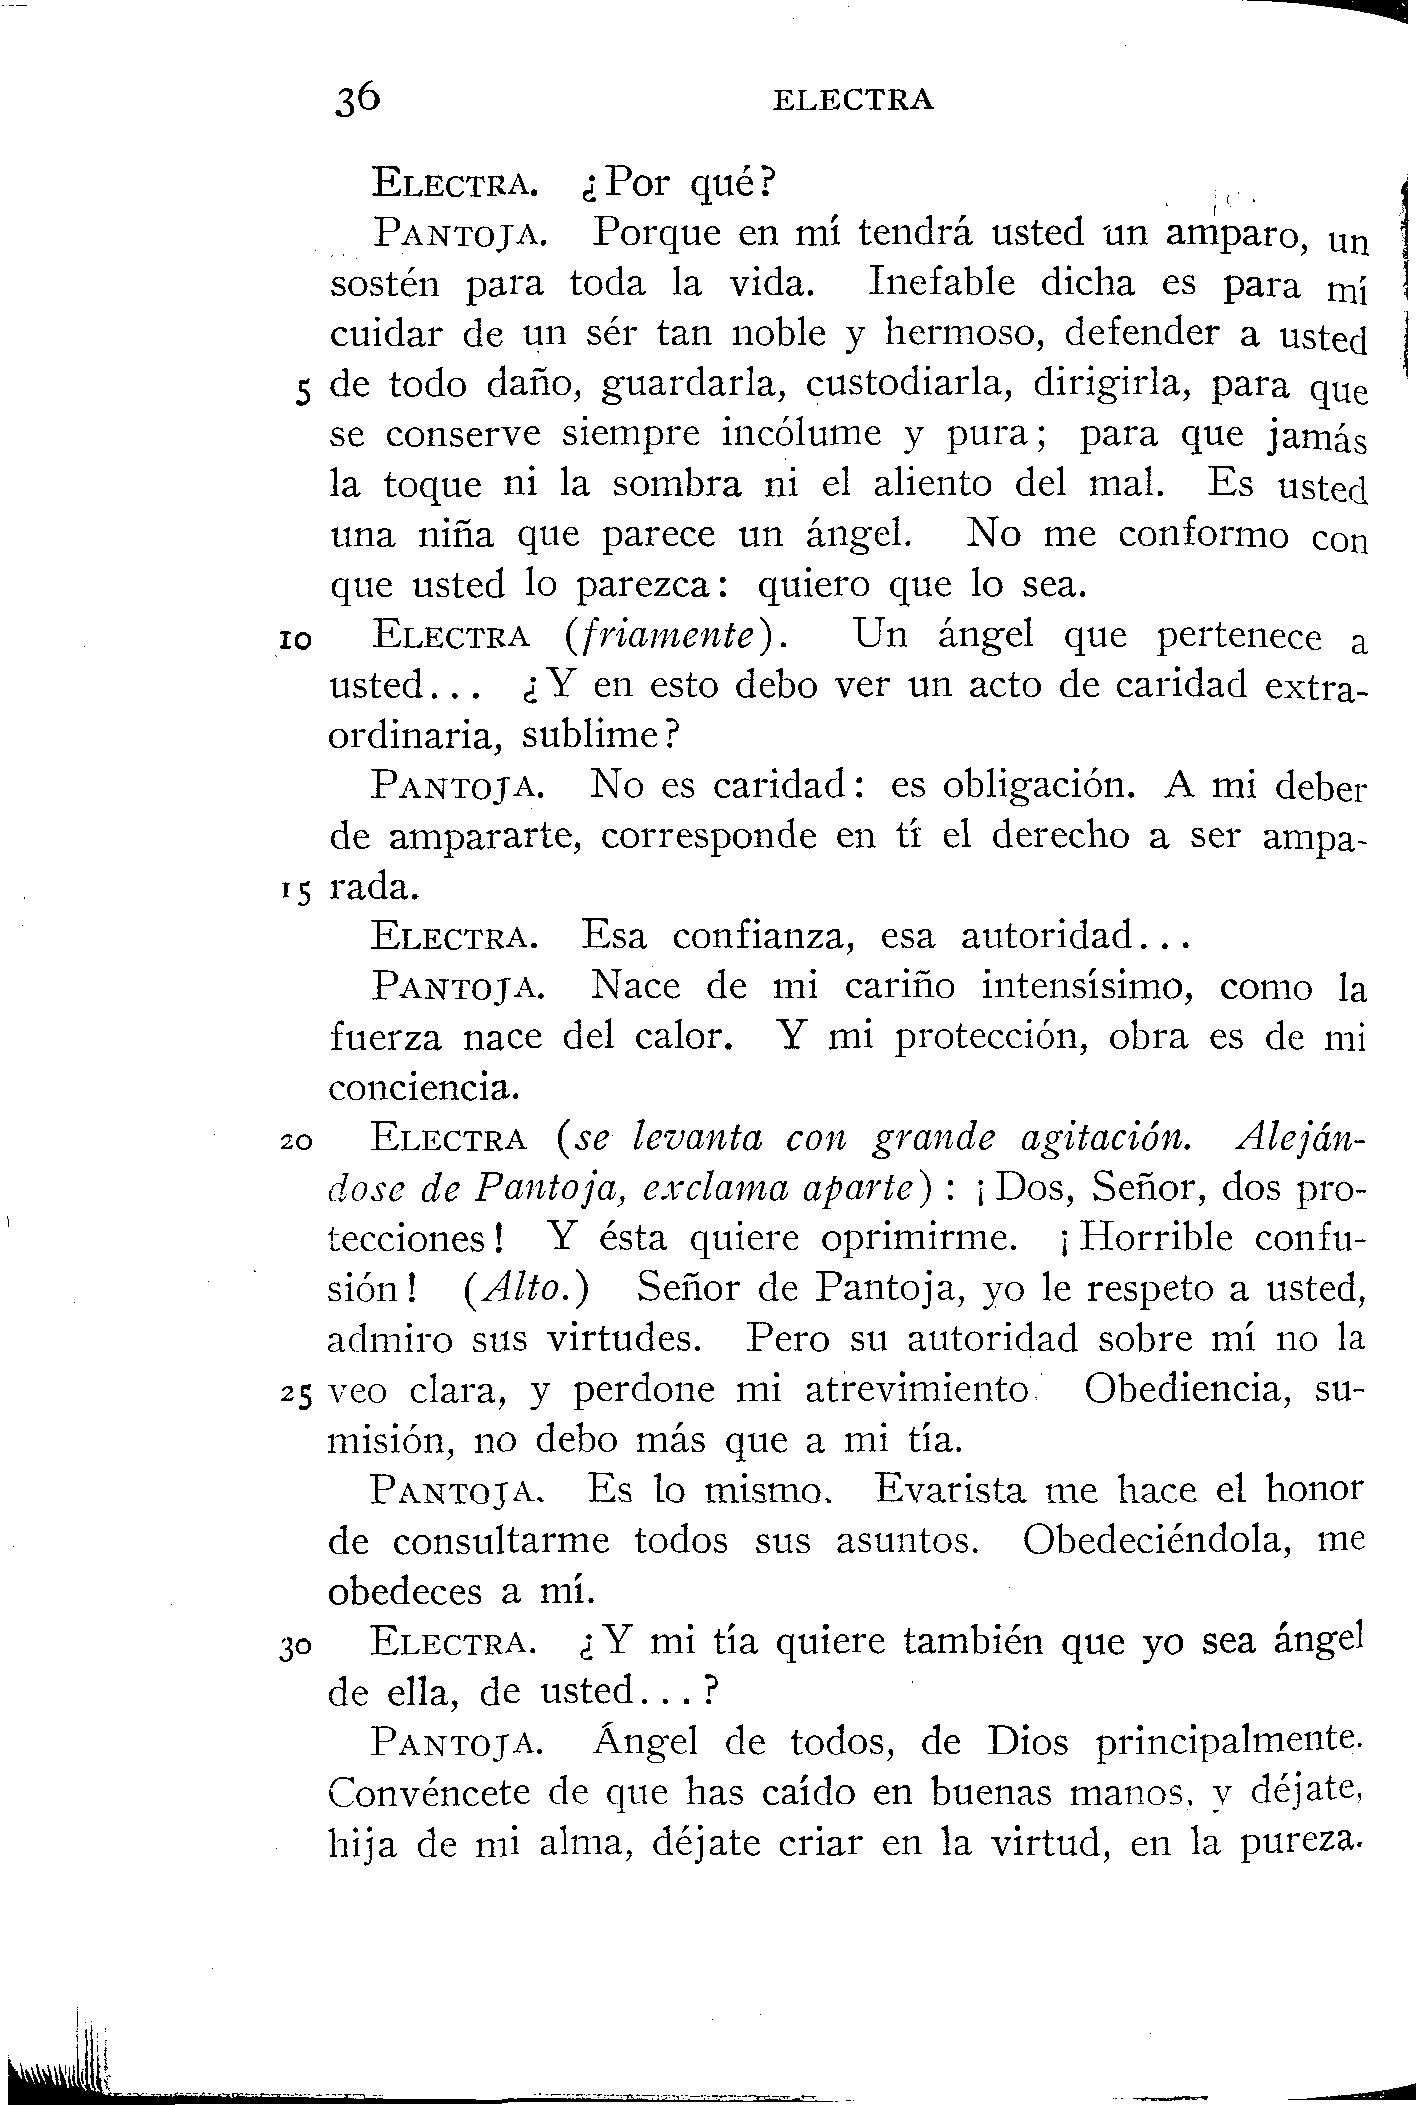 36 ELECTRA
ELECTRA. ¿Por qué?
PANTOJA. Porque en mí tendrá usted un amparo, un
sostén para toda la vida. Inefable dicha es para mí
cuidar de un sér tan noble y hermoso, defender a usted
5 de todo daño, guardarla, custodiarla, dirigirla, para que
se conserve siempre incólume y pura; para que jamás
la toque ni la sombra ni el aliento del mal. Es usted
una niña que parece un ángel. No me conformo con
que usted lo parezca: quiero que lo sea.
10 ELECTRA (friamente). Un ángel que pertenece a
usted... ¿Y en esto debo ver un acto de caridad extra-
ordinaria, sublime?
PANTOJA. No es caridad: es obligación. A mi deber
de ampararte, corresponde en tí el derecho a ser ampa-
15 rada.
ELECTRA. Esa confianza, esa autoridad...
PANTOJA. Nace de mi cariño intensísimo, como la
fuerza nace del calor. Y mi protección, obra es de mi
conciencia.
20 ELECTRA (se levanta con grande agitación. Aleján-
dose de Pantoja, exclama aparte): ¡Dos, Señor, dos pro-
tecciones! Y ésta quiere oprimirme. ¡Horrible confu-
sión! (Alto.) Señor de Pantoja, yo le respeto a usted,
admiro sus virtudes. Pero su autoridad sobre mí no la
25 veo clara, y perdone mi atrevimiento. Obediencia, su-
misión, no debo más que a mi tía.
PANTOJA. Es lo mismo. Evarista me hace el honor
de consultarme todos sus asuntos. Obedeciéndola, me
obedeces a mí.
30 ELECTRA. ¿Y mi tía quiere también que yo sea ángel
de ella, de usted...?
PANTOJA. Ángel de todos, de Dios principalmente.
Convéncete de que has caído en buenas manos, y déjate,
hija de mi alma, déjate criar en la virtud, en la pureza.